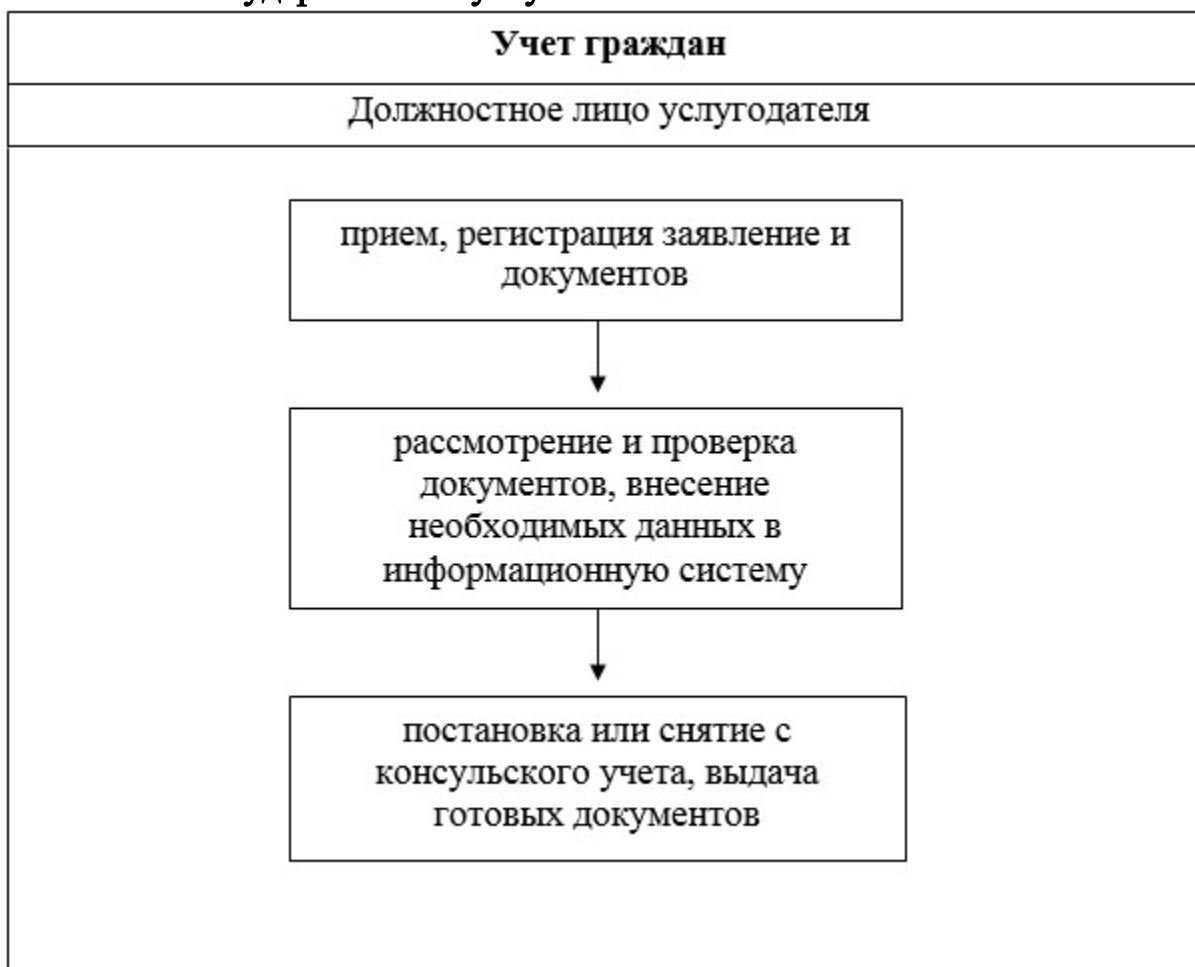 Учет граждан
Должностное лицо услугодателя
прием, регистрация заявление и
документов
рассмотрение и проверка
документов, внесение
необходимых данных в
информационную систему
постановка или снятие с
консульского учета, выдача
готовых документов